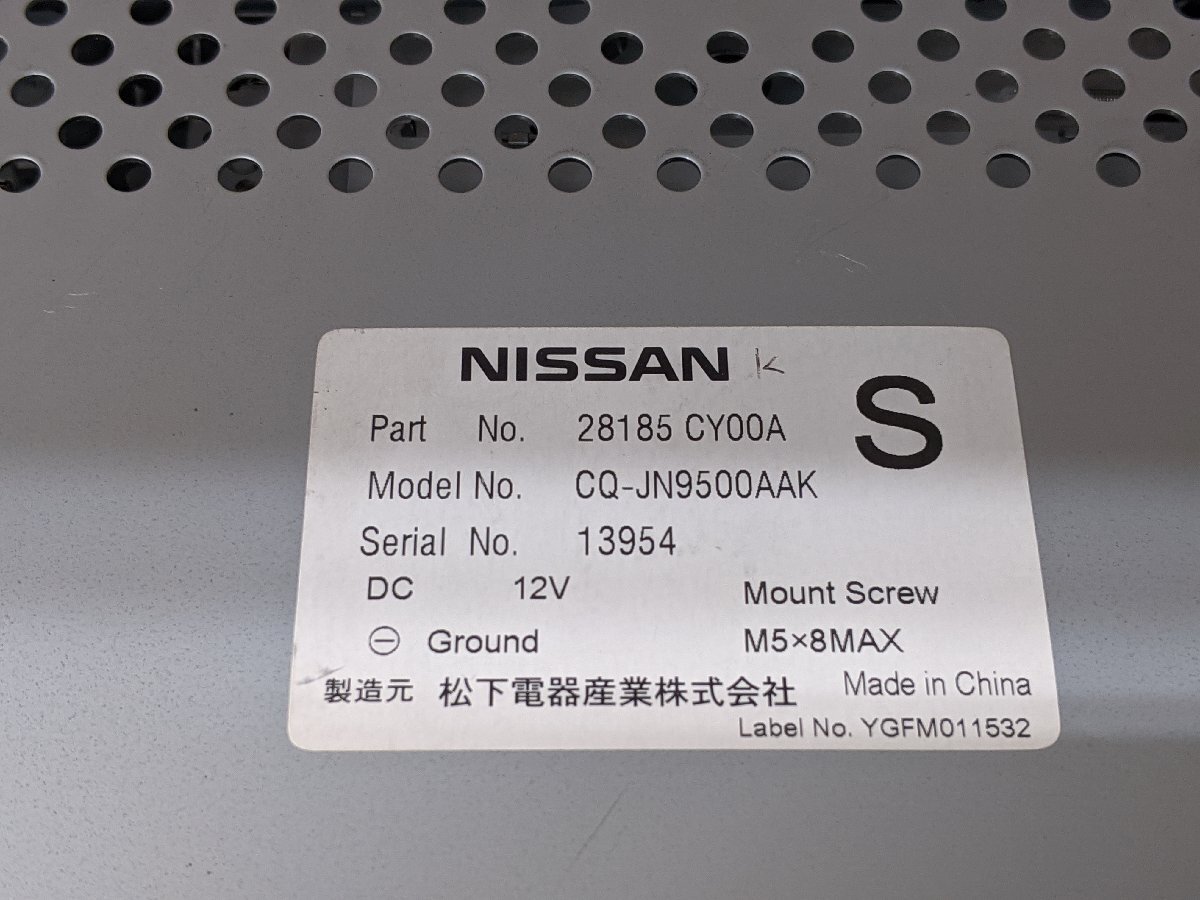 NISSAN K
S
Part No. 28185 CY00A
Model No. CQ-JN9500AAK
Serial No. 13954
DC 12V Mount Screw
⊖ Ground M5×8MAX
製造元 松下電器産業株式会社 Made in China
Label No. YGFM011532